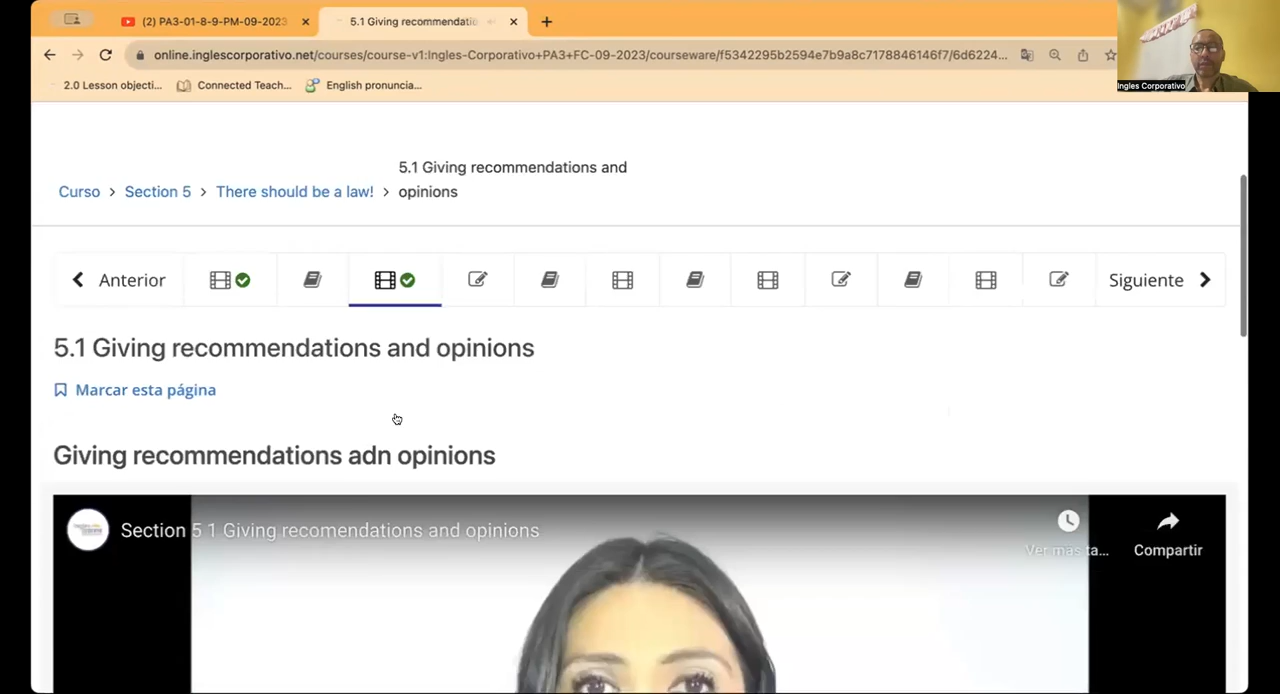 (2) PA3-01-8-9-PM-09-2023
5.1 Giving recommendatio
online.inglescorporativo.net/courses/course-v1:Ingles-Corporativo+PA3+FC-09-2023/courseware/f5342295b2594e7b9a8c7178846146f7/6d6224...
2.0 Lesson objecti...
Connected Teach...
English pronuncia...
Ingles Corporativo
5.1 Giving recommendations and
Curso > Section 5 > There should be a law! > opinions
Anterior
Siguiente
5.1 Giving recommendations and opinions
Marcar esta página
Giving recommendations adn opinions
Section 5 1 Giving recomendations and opinions
Ver más ta...
Compartir